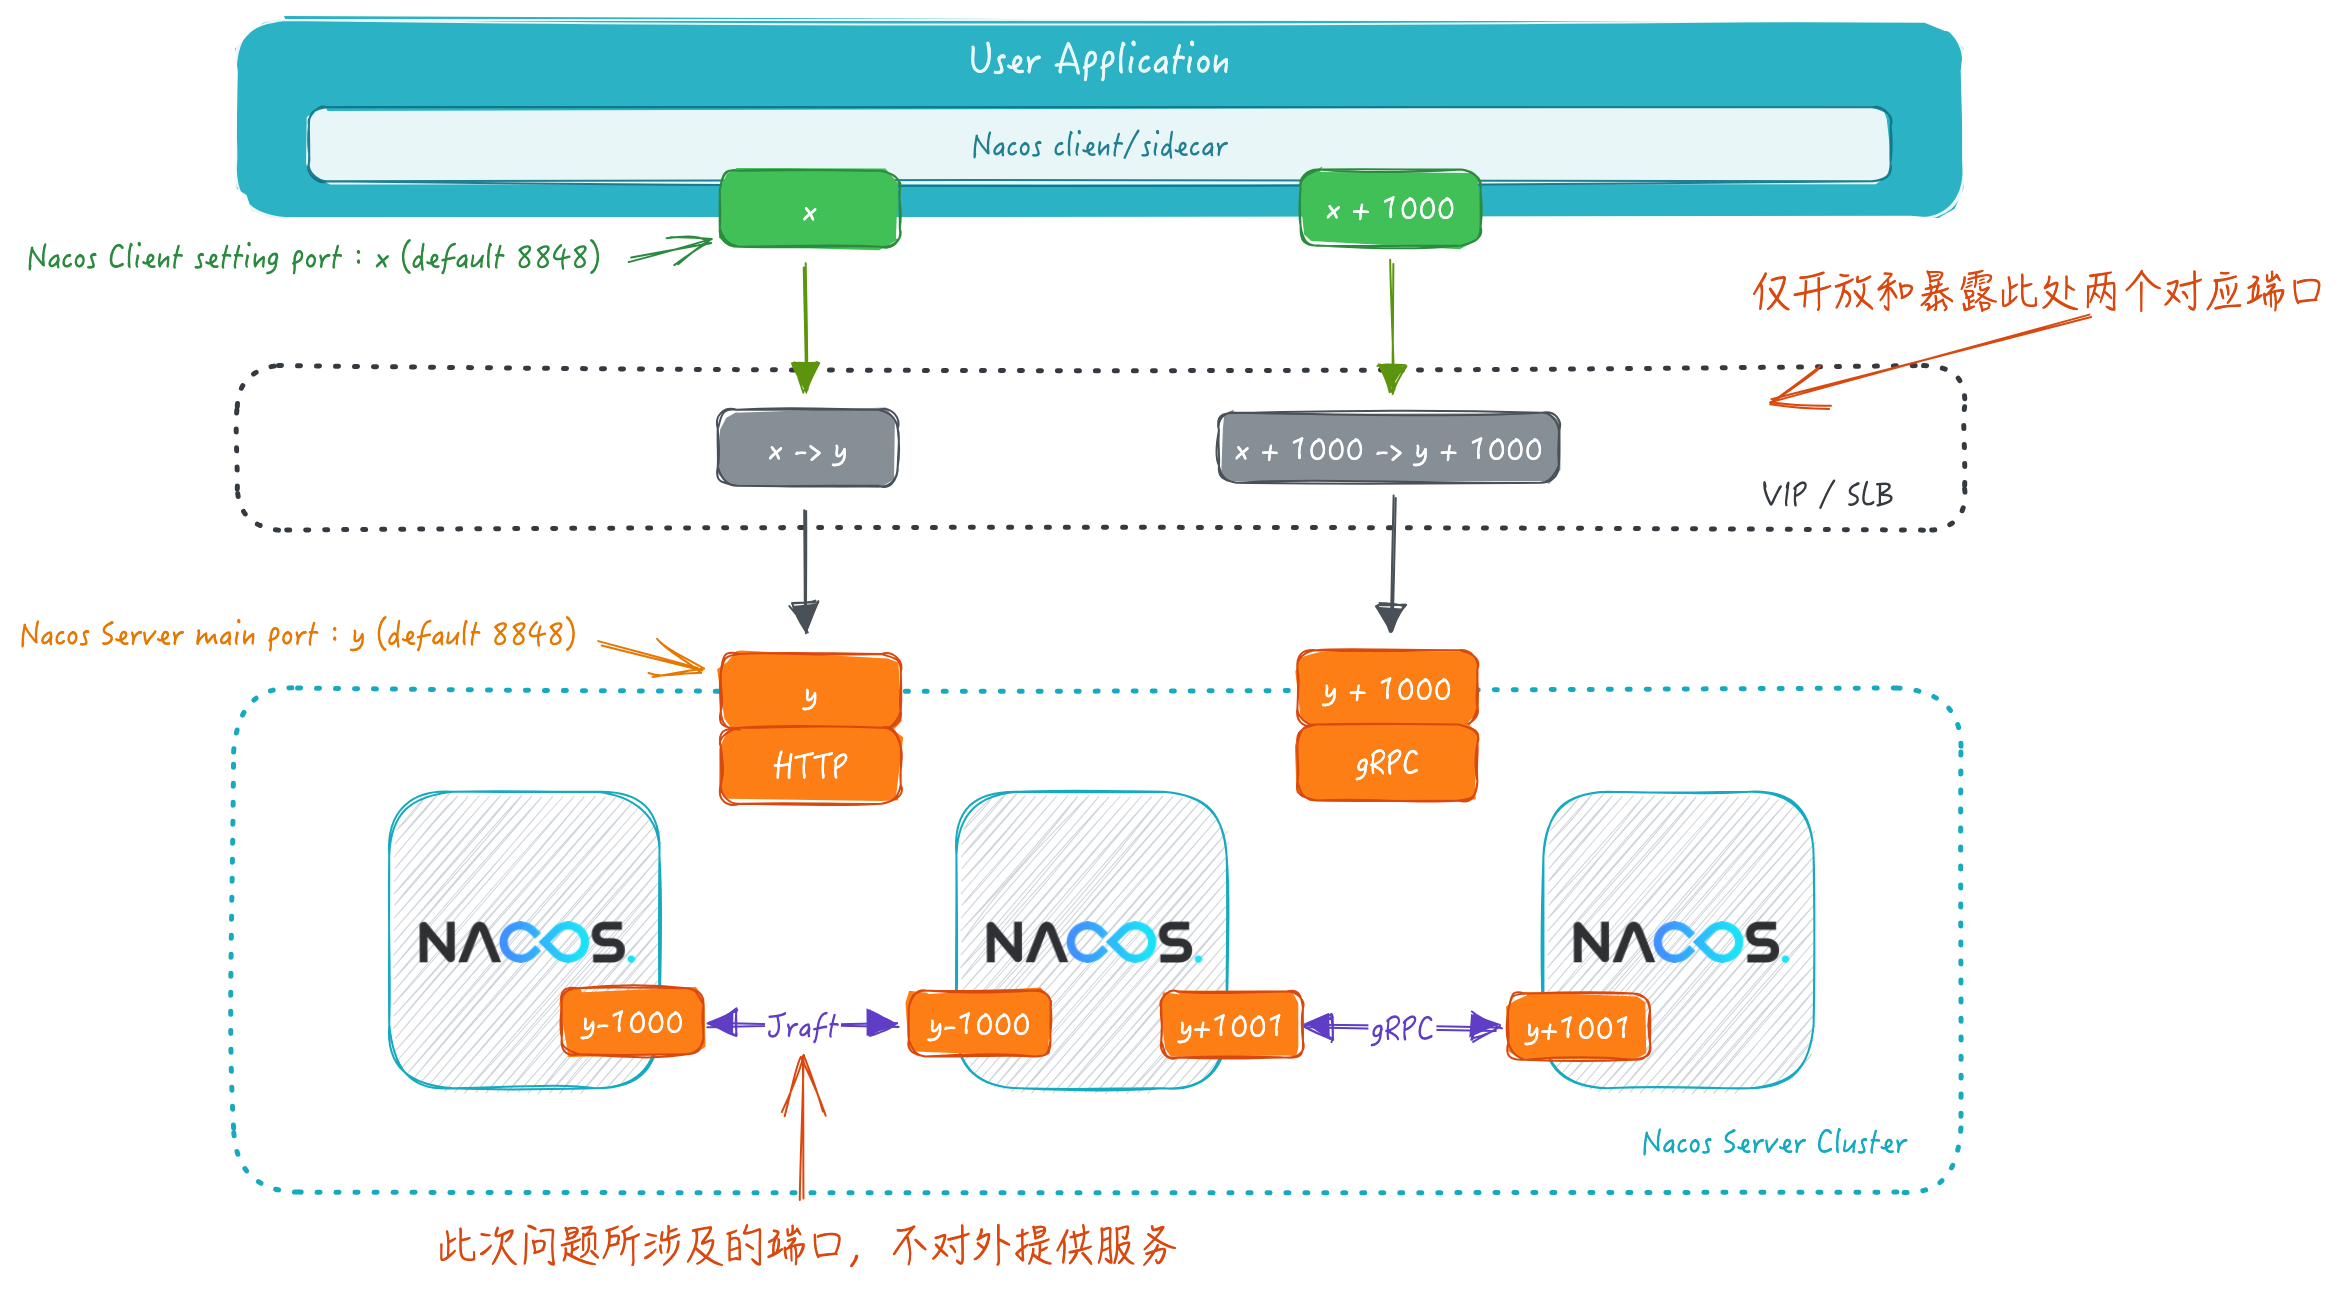 User Application
Nacos client/sidecar
x
x + 1000
Nacos Client setting port : x (default 8848)
仅开放和暴露此处两个对应端口
x -> y
x + 1000 -> y + 1000
VIP / SLB
Nacos Server main port : y (default 8848)
y
y + 1000
HTTP
gRPC
NACOS.
NACOS.
NACOS.
y-1000
Jraft
y-1000
y+1001
gRPC
y+1001
Nacos Server Cluster
此次问题所涉及的端口，不对外提供服务